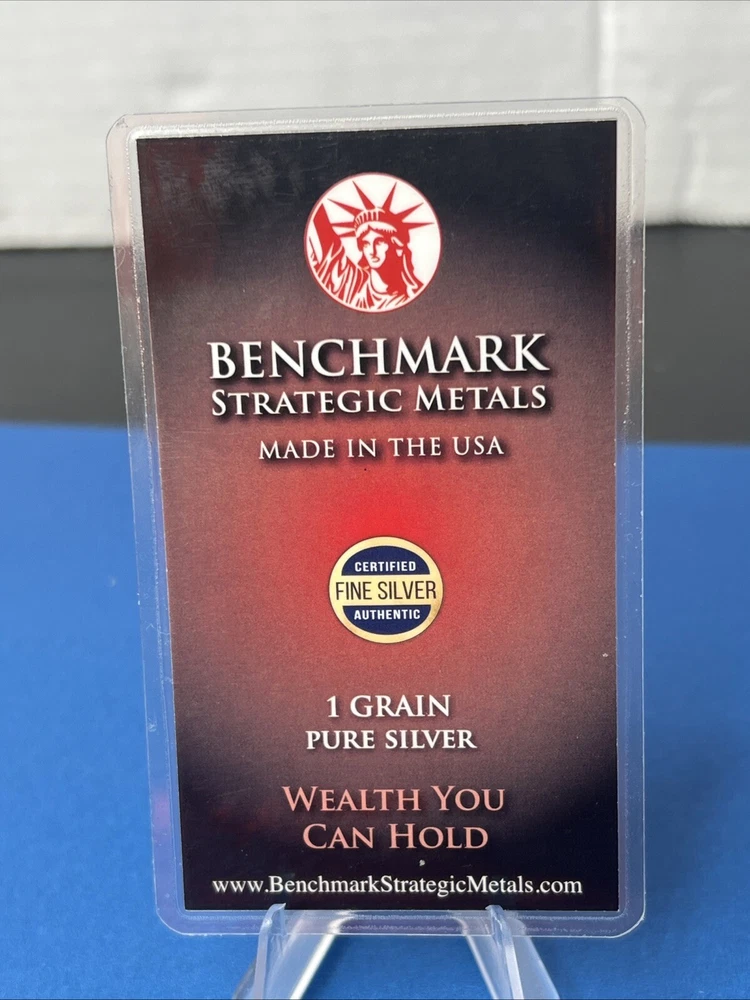 BENCHMARK
STRATEGIC METALS
MADE IN THE USA
CERTIFIED
FINE SILVER
AUTHENTIC
1 GRAIN
PURE SILVER
WEALTH YOU
CAN HOLD
www.BenchmarkStrategicMetals.com